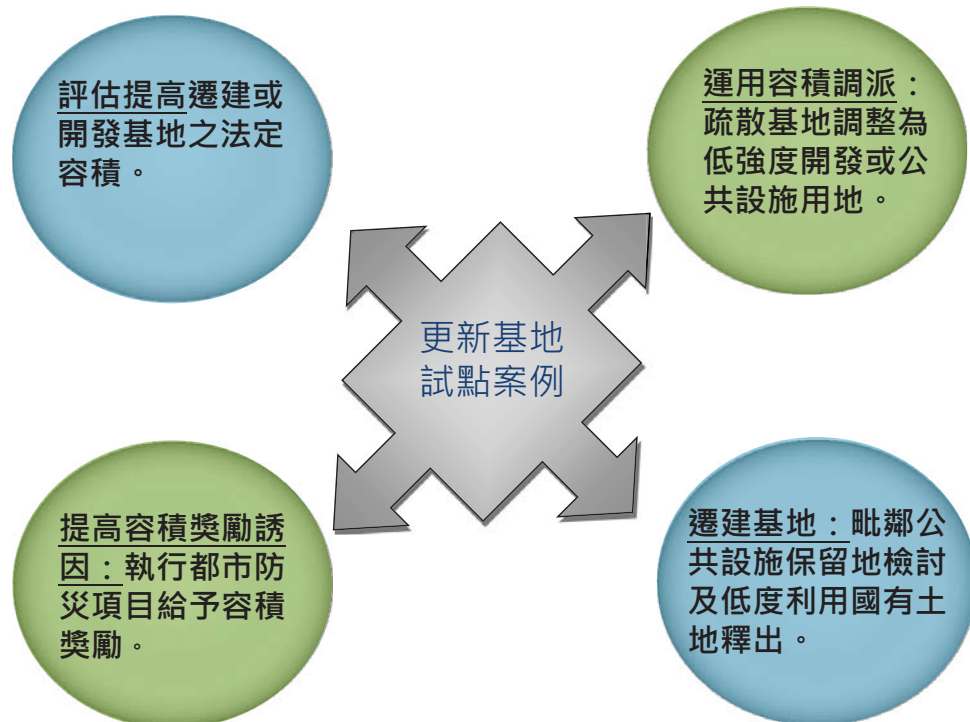 評估提高遷建或
開發基地之法定
容積。
運用容積調派：
疏散基地調整為
低強度開發或公
共設施用地。
更新基地
試點案例
提高容積獎勵誘
因：執行都市防
災項目給予容積
獎勵。
遷建基地：毗鄰公
共設施保留地檢討
及低度利用國有土
地釋出。